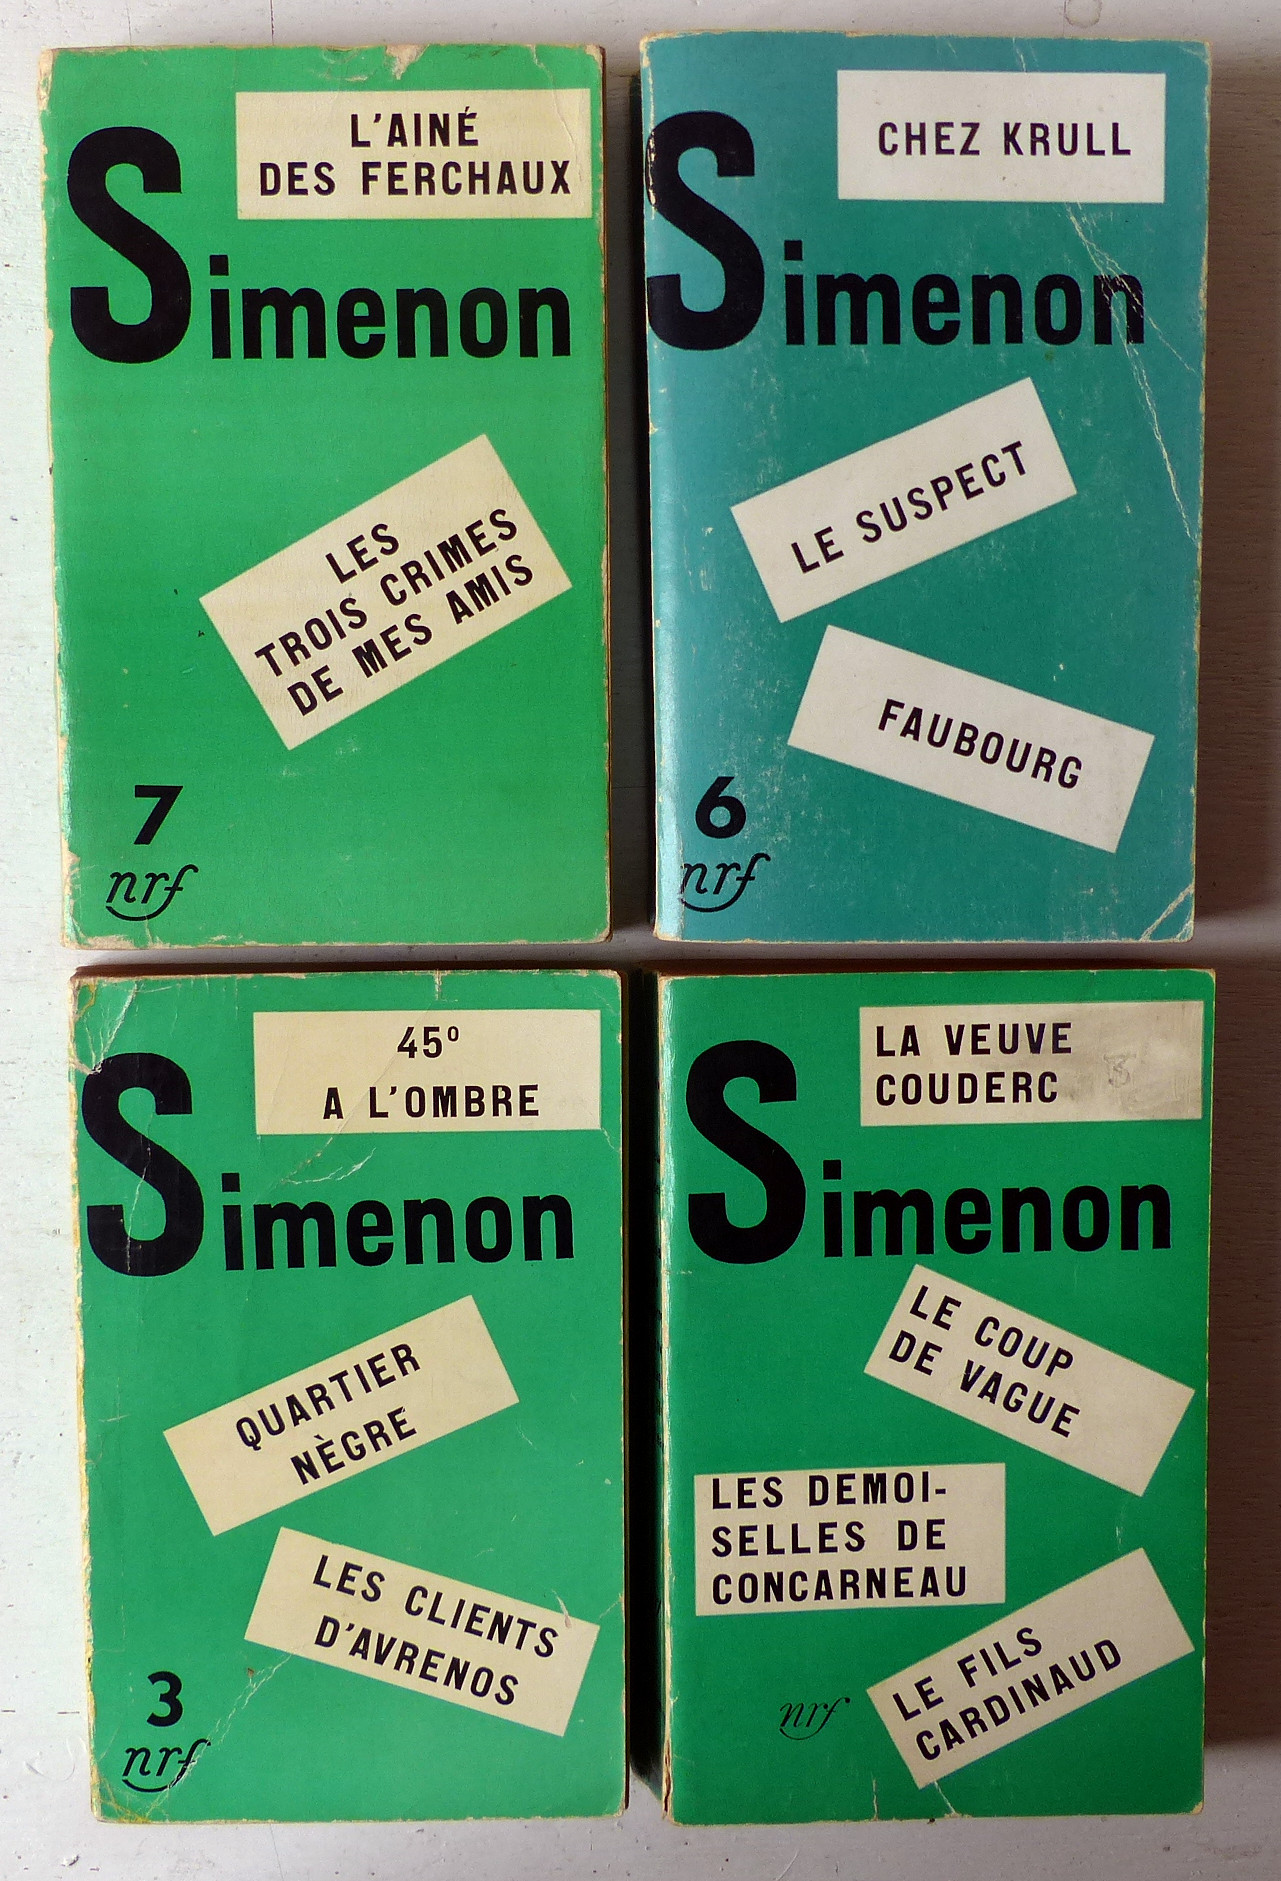 L'AINÉ
DES FERCHAUX
Simenon
LES
TROIS CRIMES
DE MES AMIS
7
nrf
CHEZ KRULL
Simenon
LE SUSPECT
FAUBOURG
6
nrf
45º
A L'OMBRE
Simenon
QUARTIER
NÈGRE
LES CLIENTS
D'AVRENOS
3
nrf
LA VEUVE
COUDERC
Simenon
LE COUP
DE VAGUE
LES DEMOI-
SELLES DE
CONCARNEAU
LE FILS
CARDINAUD
nrf